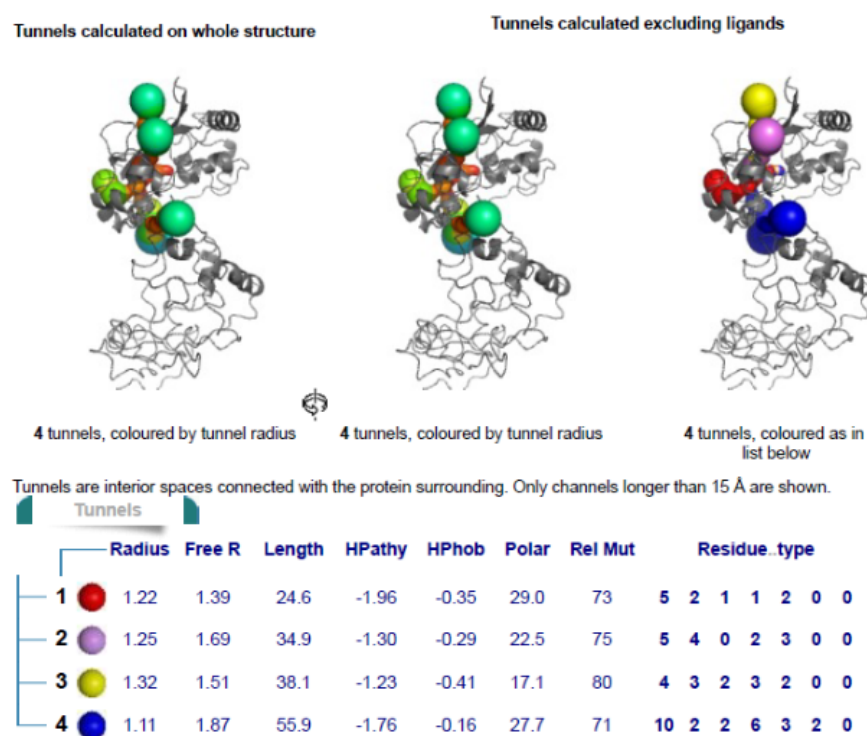 Tunnels calculated on whole structure
Tunnels calculated excluding ligands
4 tunnels, coloured by tunnel radius
4 tunnels, coloured by tunnel radius
4 tunnels, coloured as in
list below
Tunnels are interior spaces connected with the protein surrounding. Only channels longer than 15 Å are shown.
Tunnels
Radius Free R Length HPathy HPhob Polar Rel Mut Residue..type
1 1.22 1.39 24.6 -1.96 -0.35 29.0 73 5 2 1 1 2 0 0
2 1.25 1.69 34.9 -1.30 -0.29 22.5 75 5 4 0 2 3 0 0
3 1.32 1.51 38.1 -1.23 -0.41 17.1 80 4 3 2 3 2 0 0
4 1.11 1.87 55.9 -1.76 -0.16 27.7 71 10 2 2 6 3 2 0